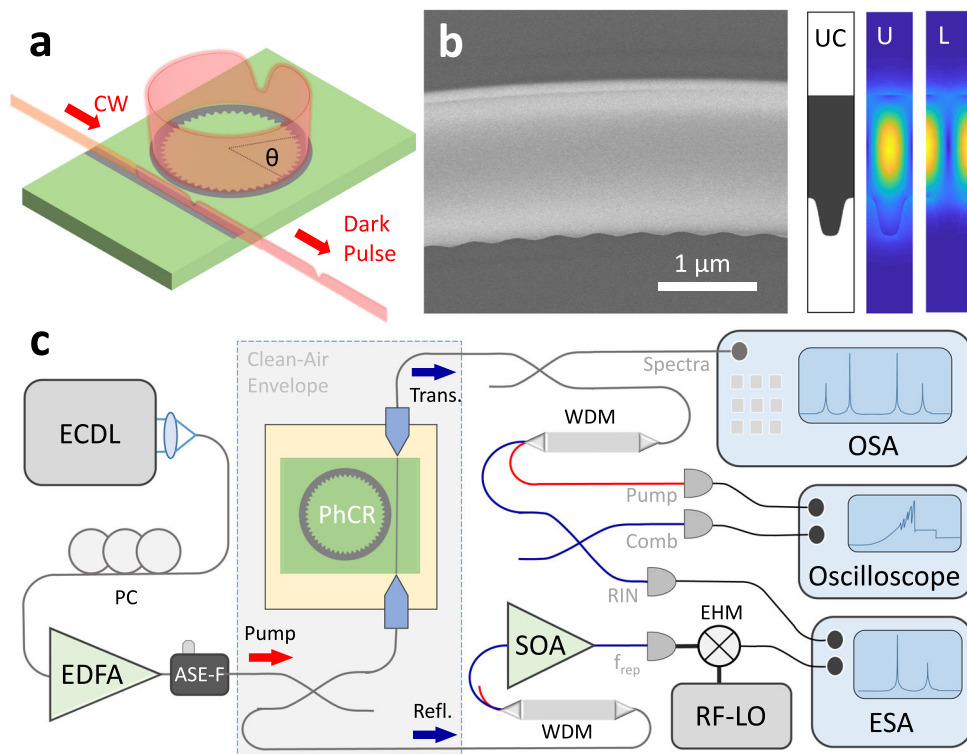 a
CW
θ
Dark
Pulse
b
1 μm
UC
U
L
c
Clean-Air
Envelope
ECDL
PC
EDFA
ASE-F
Pump
PhCR
Trans.
Refl.
WDM
Spectra
OSA
Pump
Comb
Oscilloscope
RIN
SOA
f_rep
EHM
RF-LO
WDM
ESA